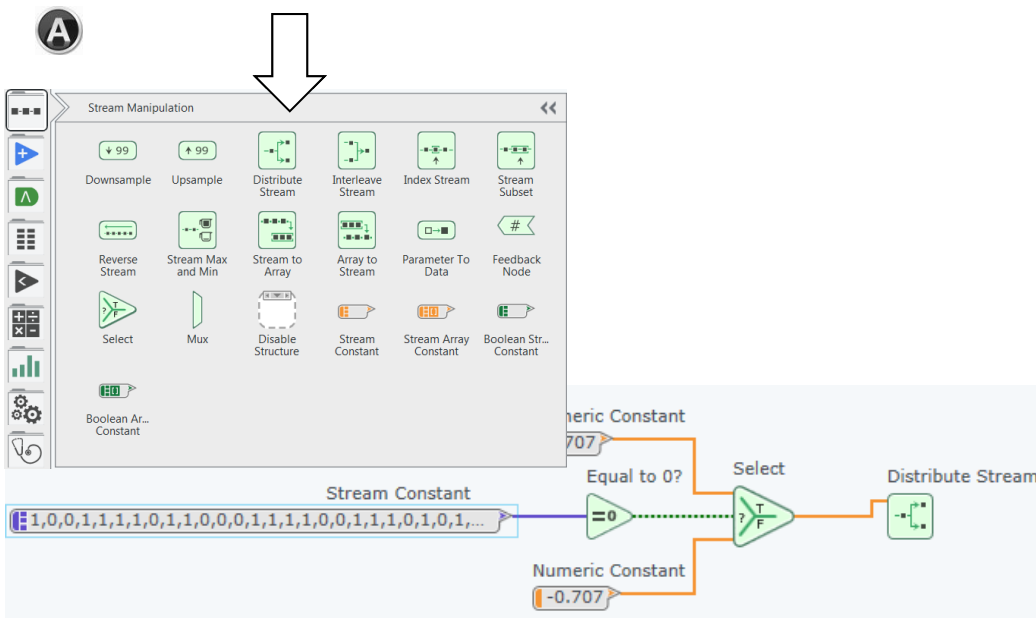 A
Stream Manipulation
99 99
Downsample Upsample Distribute Stream Interleave Stream Index Stream Stream Subset
#
Reverse Stream Stream Max and Min Stream to Array Array to Stream Parameter To Data Feedback Node
? T F
Select Mux Disable Structure Stream Constant Stream Array Constant Boolean Str... Constant
Boolean Ar... Constant
neric Constant
707
Equal to 0? Select Distribute Stream
Stream Constant
1,0,0,1,1,1,1,0,1,1,0,0,0,1,1,1,1,0,0,1,1,1,0,1,0,1,... =0 ? T F
Numeric Constant
-0.707